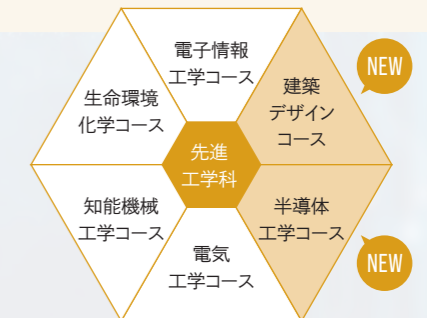 電子情報
工学コース
NEW
建築
デザイン
コース
生命環境
化学コース
先進
工学科
知能機械
工学コース
半導体
工学コース
電気
工学コース
NEW